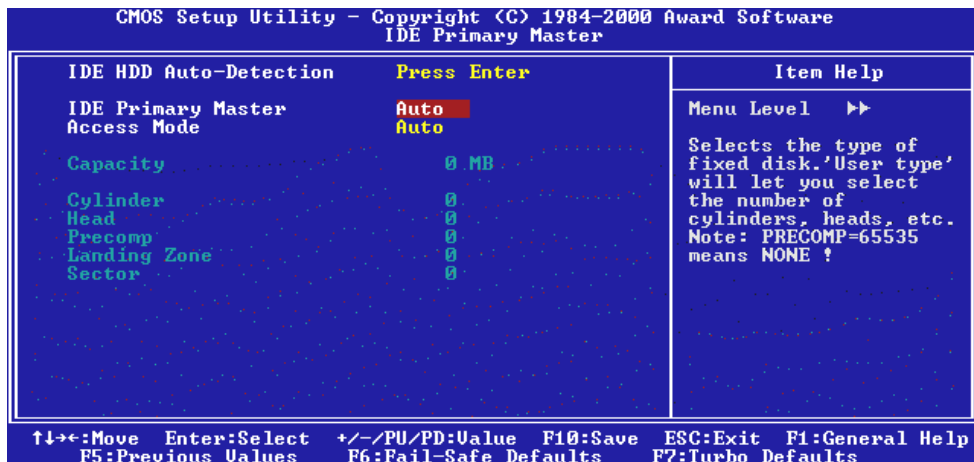 CMOS Setup Utility - Copyright (C) 1984-2000 Award Software
IDE Primary Master
IDE HDD Auto-Detection Press Enter
IDE Primary Master Auto
Access Mode Auto
Capacity 0 MB
Cylinder 0
Head 0
Precomp 0
Landing Zone 0
Sector 0
Item Help
Menu Level ▶▶
Selects the type of
fixed disk.'User type'
will let you select
the number of
cylinders, heads, etc.
Note: PRECOMP=65535
means NONE !
↑↓→←:Move Enter:Select +/-/PU/PD:Value F10:Save ESC:Exit F1:General Help
F5:Previous Values F6:Fail-Safe Defaults F7:Turbo Defaults